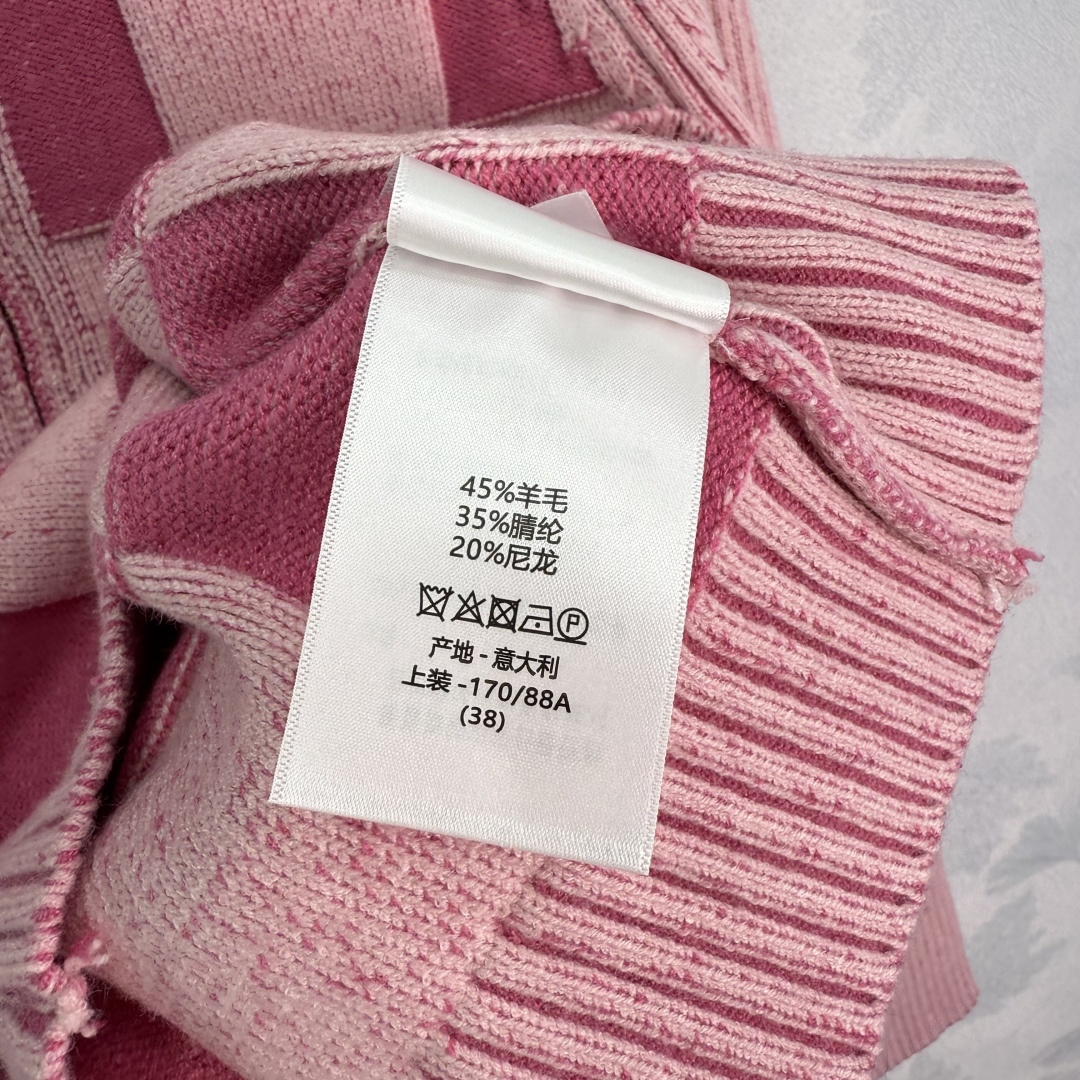 45%羊毛
35%腈纶
20%尼龙
P
产地 - 意大利
上装 -170/88A
(38)